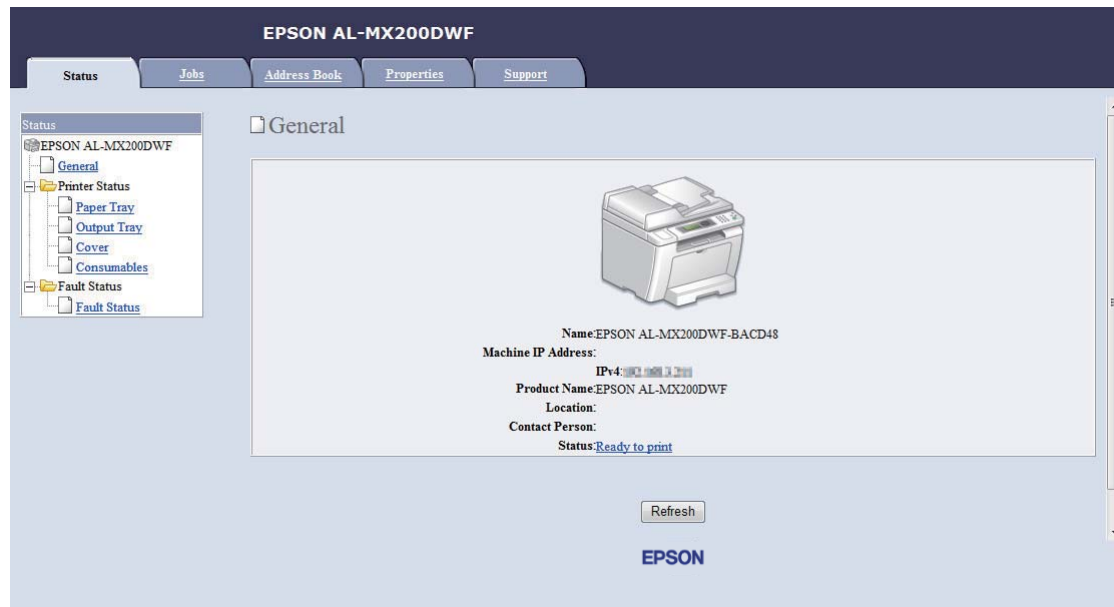 EPSON AL-MX200DWF
Status Jobs Address Book Properties Support
Status
EPSON AL-MX200DWF
General
Printer Status
Paper Tray
Output Tray
Cover
Consumables
Fault Status
Fault Status
General
Name:EPSON AL-MX200DWF-BACD48
Machine IP Address:
IPv4:
Product Name:EPSON AL-MX200DWF
Location:
Contact Person:
Status:Ready to print
Refresh
EPSON